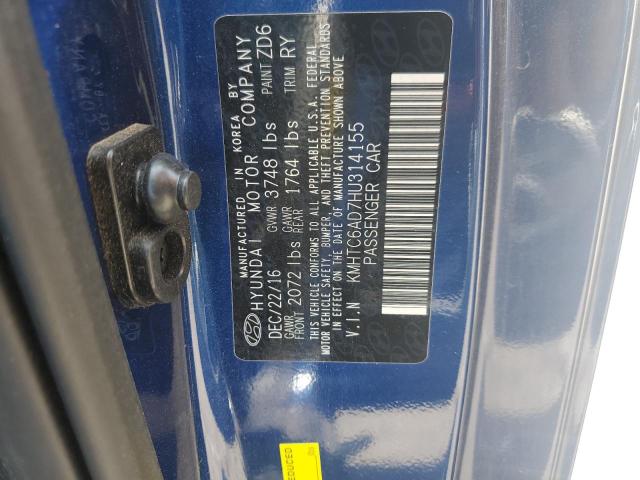 MANUFACTURED IN KOREA BY
HYUNDAI MOTOR COMPANY
DEC/22/16 GVWR 3748 lbs PAINT ZD6
GAWR FRONT 2072 lbs GAWR REAR 1764 lbs TRIM RY
THIS VEHICLE CONFORMS TO ALL APPLICABLE U.S.A. FEDERAL
MOTOR VEHICLE SAFETY, BUMPER, AND THEFT PREVENTION STANDARDS
IN EFFECT ON THE DATE OF MANUFACTURE SHOWN ABOVE
V.I.N KMHTC6AD7HU314155
PASSENGER CAR
REDUCED